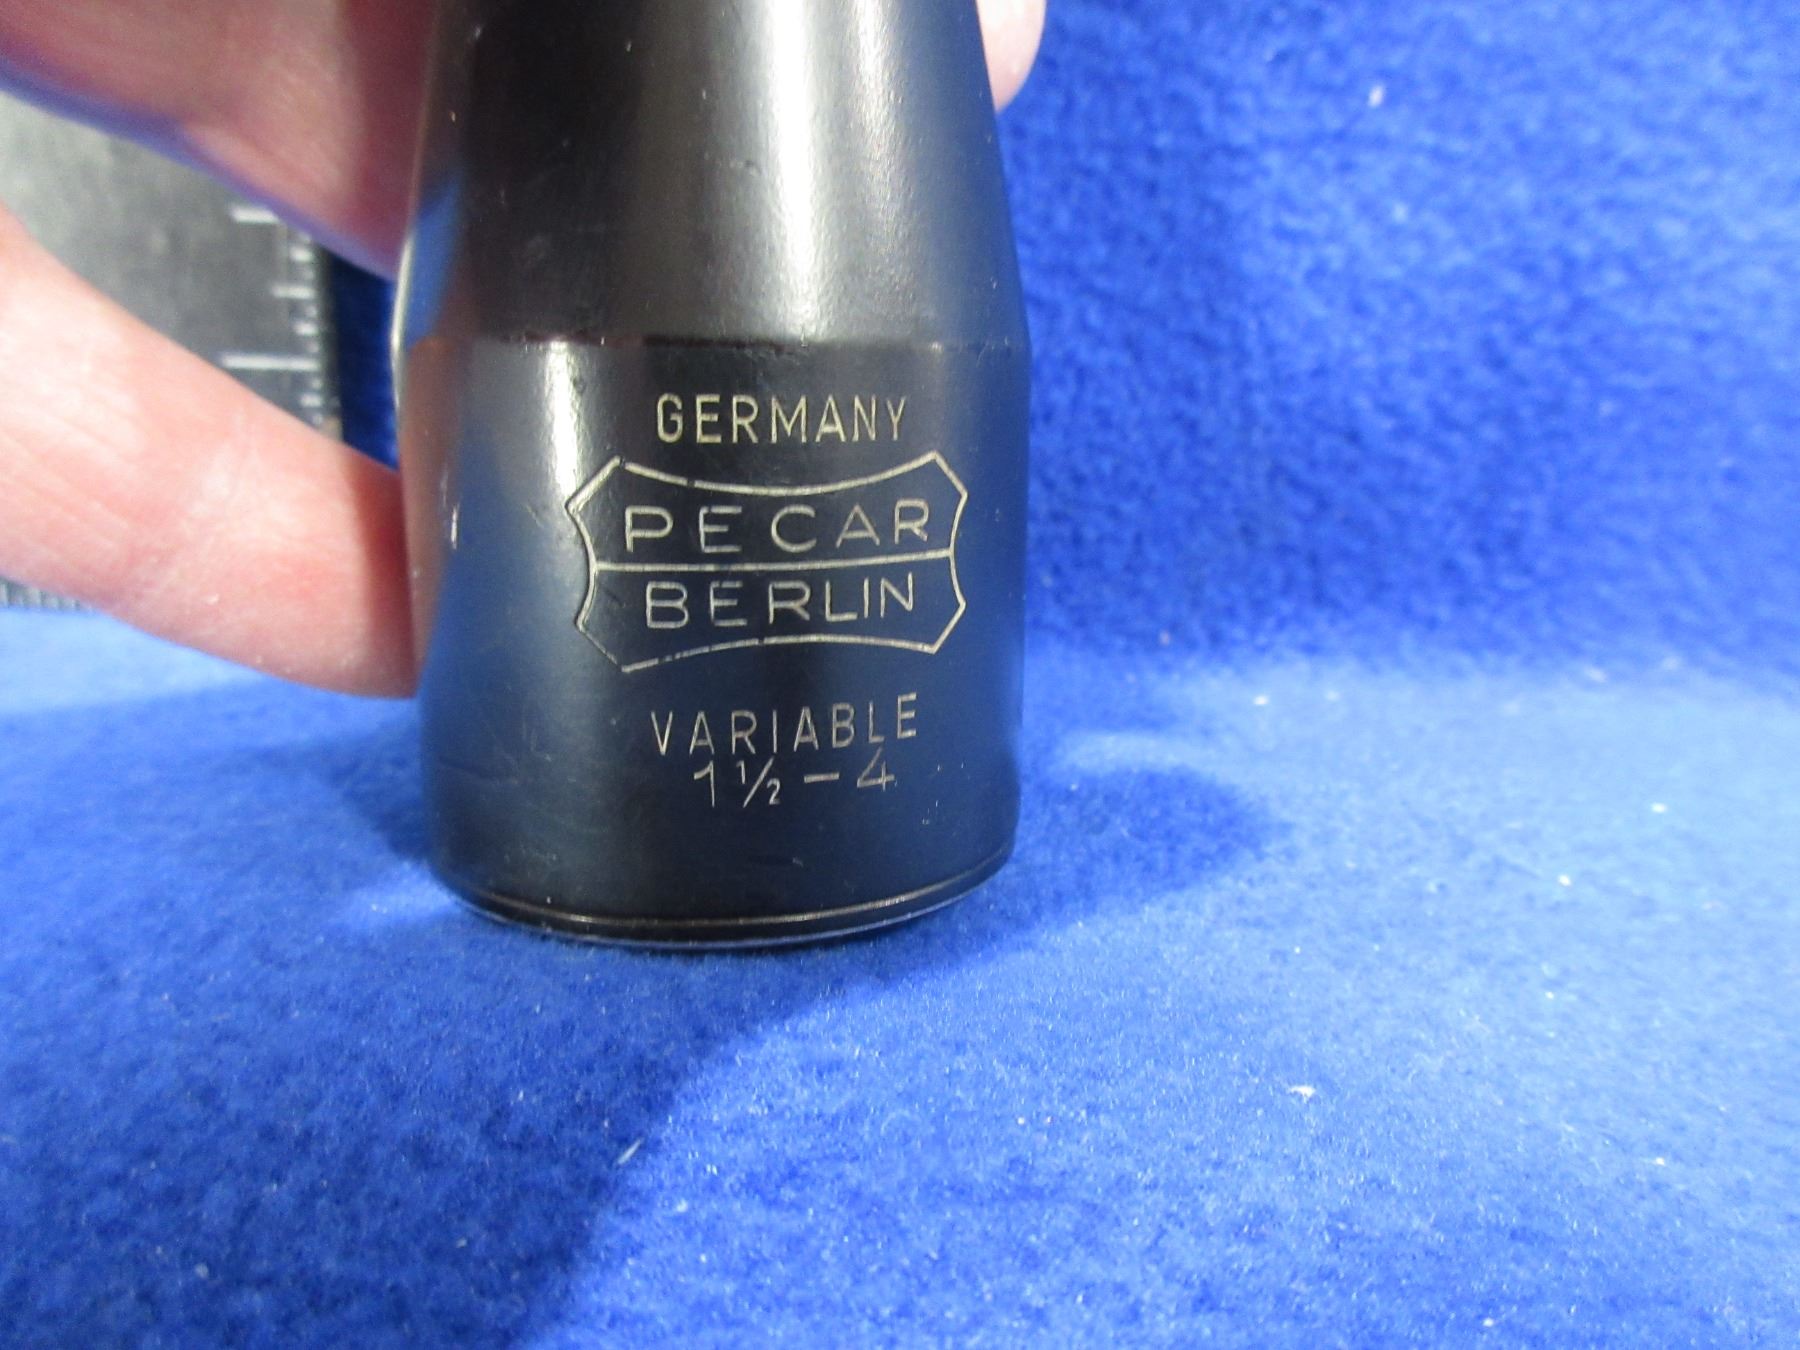 GERMANY
PECAR
BERLIN
VARIABLE
1½-4